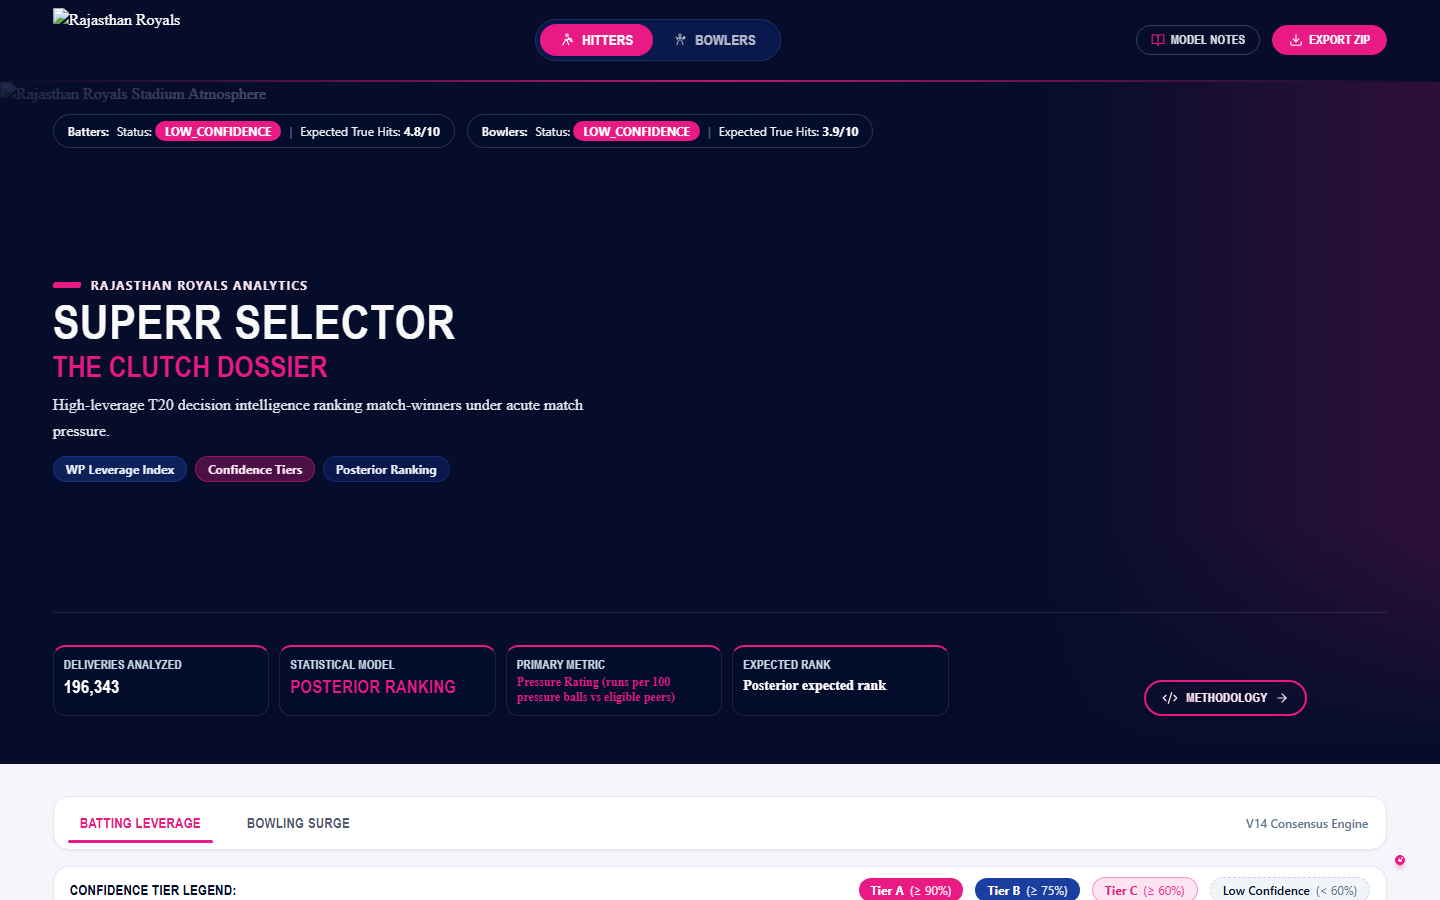 Rajasthan Royals
HITTERS
BOWLERS
MODEL NOTES
EXPORT ZIP
Rajasthan Royals Stadium Atmosphere
Batters: Status: LOW_CONFIDENCE | Expected True Hits: 4.8/10
Bowlers: Status: LOW_CONFIDENCE | Expected True Hits: 3.9/10
RAJASTHAN ROYALS ANALYTICS
SUPERR SELECTOR
THE CLUTCH DOSSIER
High-leverage T20 decision intelligence ranking match-winners under acute match
pressure.
WP Leverage Index
Confidence Tiers
Posterior Ranking
DELIVERIES ANALYZED
196,343
STATISTICAL MODEL
POSTERIOR RANKING
PRIMARY METRIC
Pressure Rating (runs per 100
pressure balls vs eligible peers)
EXPECTED RANK
Posterior expected rank
METHODOLOGY
BATTING LEVERAGE
BOWLING SURGE
V14 Consensus Engine
CONFIDENCE TIER LEGEND:
Tier A (≥ 90%)
Tier B (≥ 75%)
Tier C (≥ 60%)
Low Confidence (< 60%)